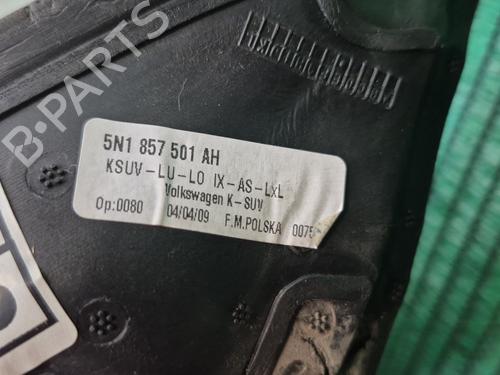 B-PARTS
5N1 857 501 AH
KSUV-LU-LO IX-AS-LxL
Volkswagen K-SUV
Op:0080 04/04/09 F.M.POLSKA 0075